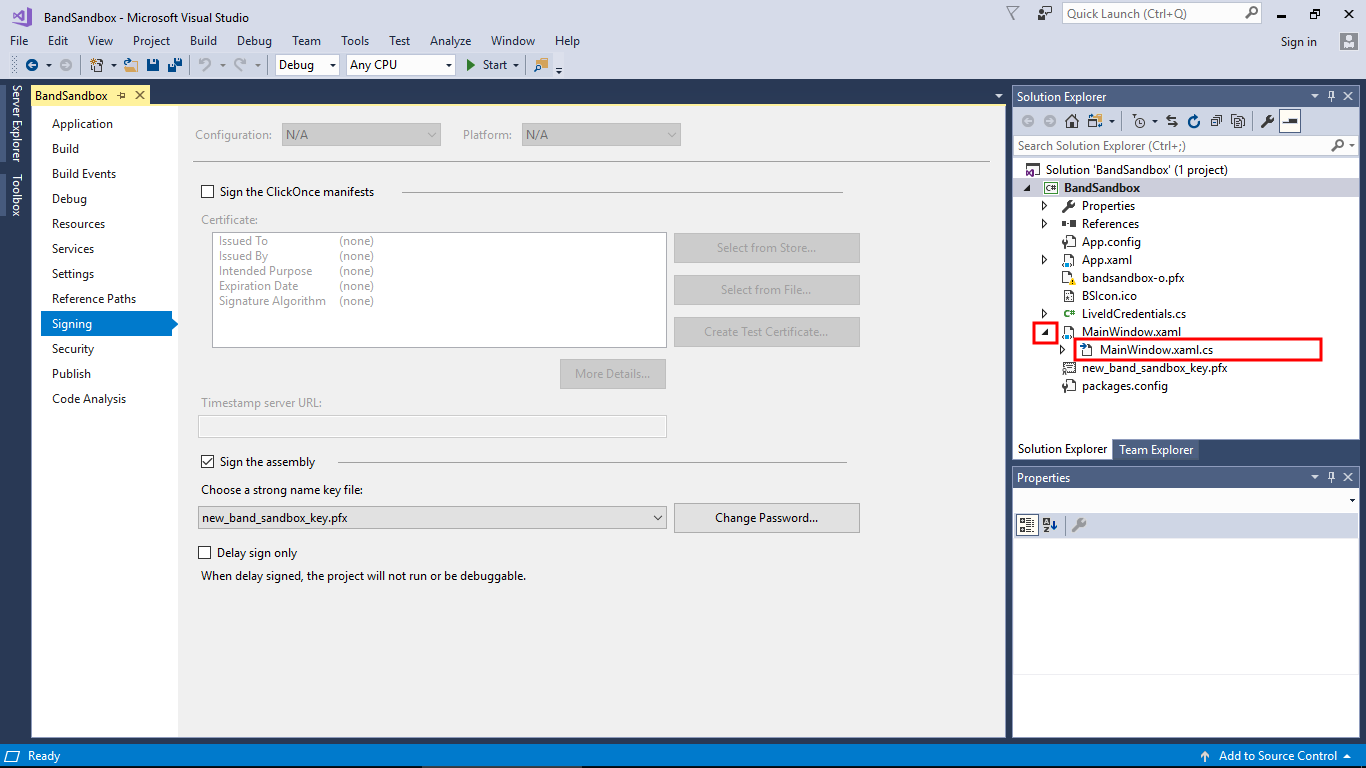 BandSandbox - Microsoft Visual Studio
Quick Launch (Ctrl+Q)
File Edit View Project Build Debug Team Tools Test Analyze Window Help
Sign in
Debug Any CPU Start
Server Explorer
Toolbox
BandSandbox
Application
Build
Build Events
Debug
Resources
Services
Settings
Reference Paths
Signing
Security
Publish
Code Analysis
Configuration: N/A Platform: N/A
Sign the ClickOnce manifests
Certificate:
Issued To (none)
Issued By (none)
Intended Purpose (none)
Expiration Date (none)
Signature Algorithm (none)
Select from Store...
Select from File...
Create Test Certificate...
More Details...
Timestamp server URL:
Sign the assembly
Choose a strong name key file:
new_band_sandbox_key.pfx
Change Password...
Delay sign only
When delay signed, the project will not run or be debuggable.
Solution Explorer
Search Solution Explorer (Ctrl+;)
Solution 'BandSandbox' (1 project)
C# BandSandbox
Properties
References
App.config
App.xaml
bandsandbox-o.pfx
BSIcon.ico
C# LiveIdCredentials.cs
MainWindow.xaml
MainWindow.xaml.cs
new_band_sandbox_key.pfx
packages.config
Solution Explorer Team Explorer
Properties
Ready
Add to Source Control